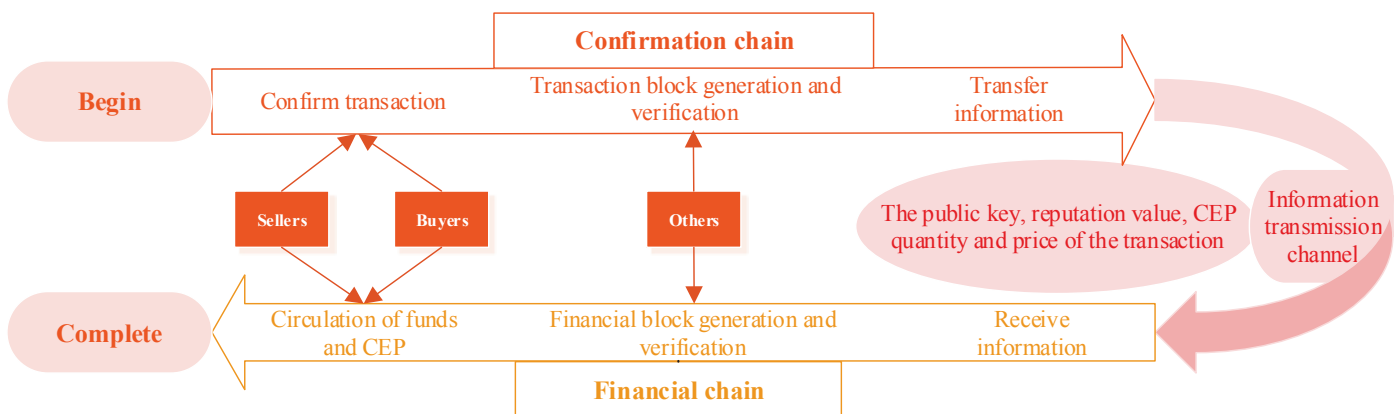 Confirmation chain
Begin
Confirm transaction
Transaction block generation and
verification
Transfer
information
Sellers
Buyers
Others
The public key, reputation value, CEP
quantity and price of the transaction
Information
transmission
channel
Complete
Circulation of funds
and CEP
Financial block generation and
verification
Receive
information
Financial chain